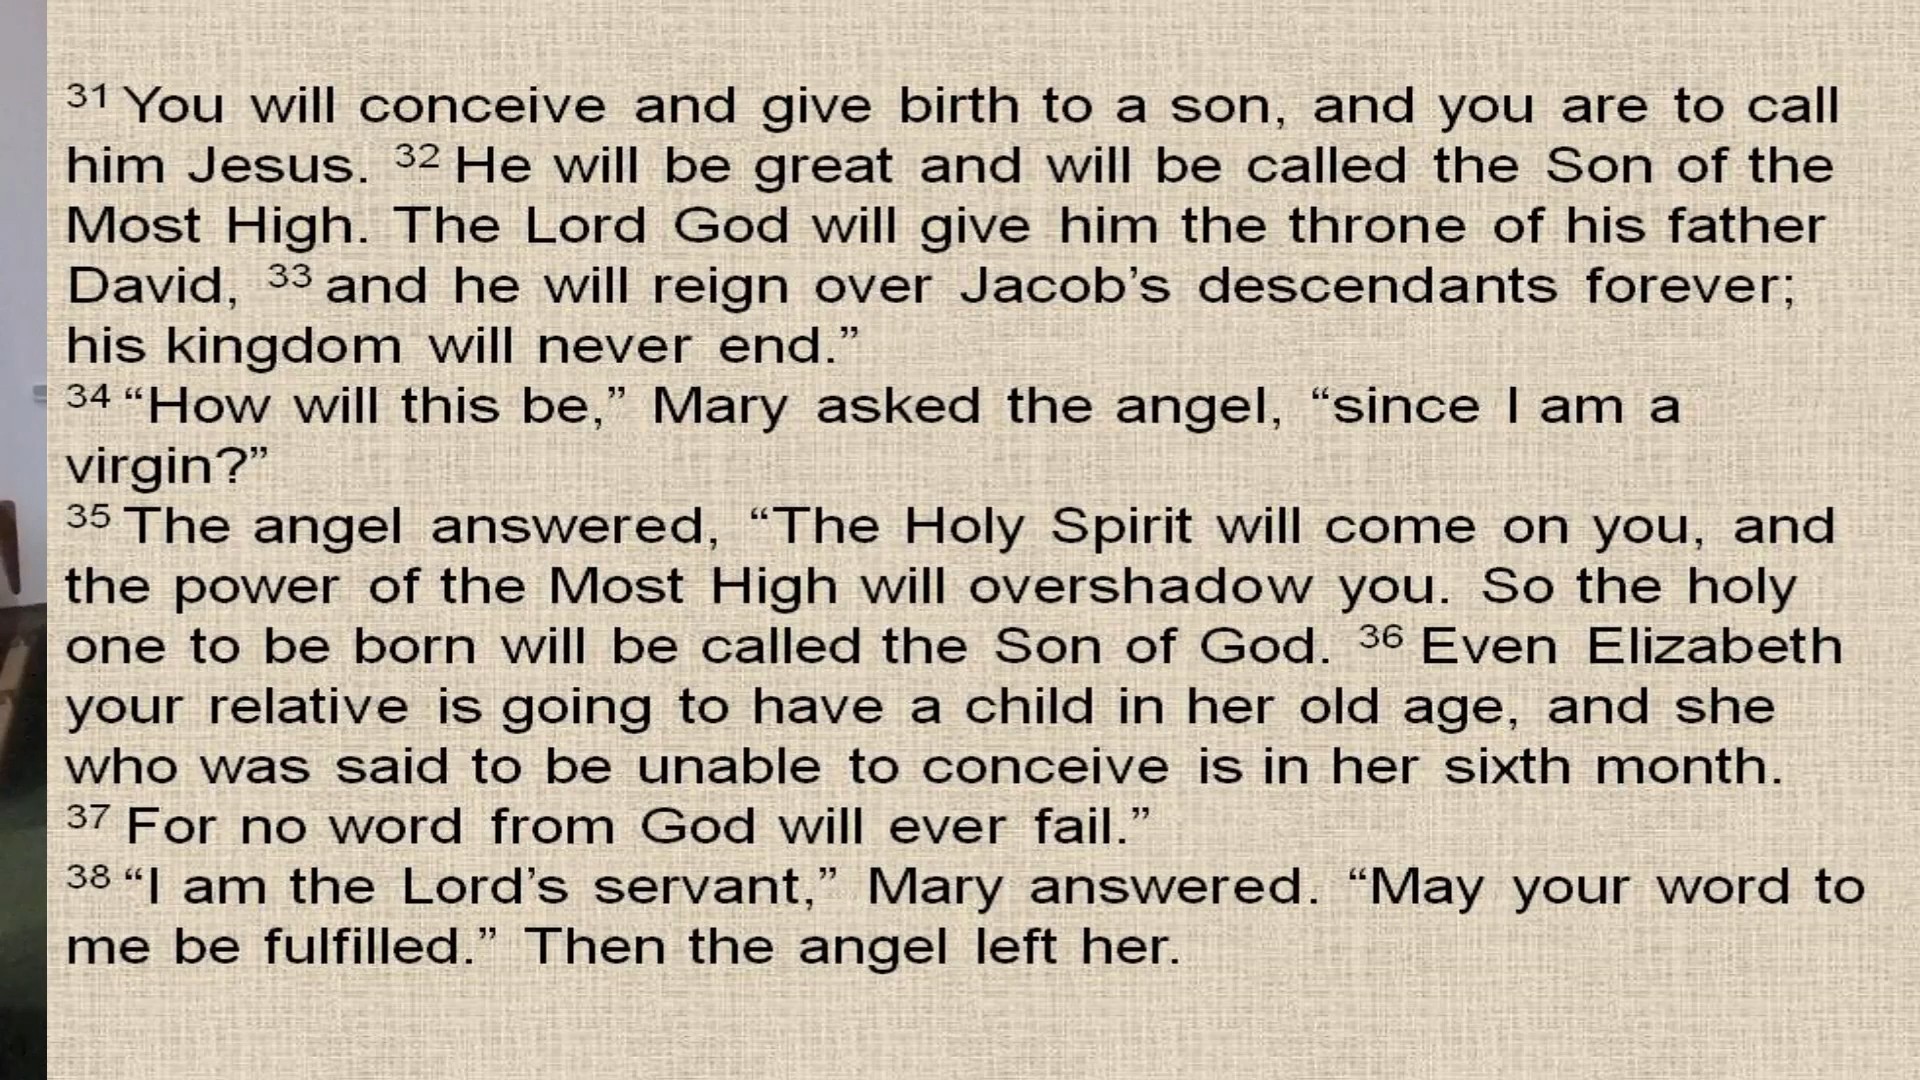 31 You will conceive and give birth to a son, and you are to call
him Jesus. 32 He will be great and will be called the Son of the
Most High. The Lord God will give him the throne of his father
David, 33 and he will reign over Jacob’s descendants forever;
his kingdom will never end.”
34 “How will this be,” Mary asked the angel, “since I am a
virgin?”
35 The angel answered, “The Holy Spirit will come on you, and
the power of the Most High will overshadow you. So the holy
one to be born will be called the Son of God. 36 Even Elizabeth
your relative is going to have a child in her old age, and she
who was said to be unable to conceive is in her sixth month.
37 For no word from God will ever fail.”
38 “I am the Lord’s servant,” Mary answered. “May your word to
me be fulfilled.” Then the angel left her.